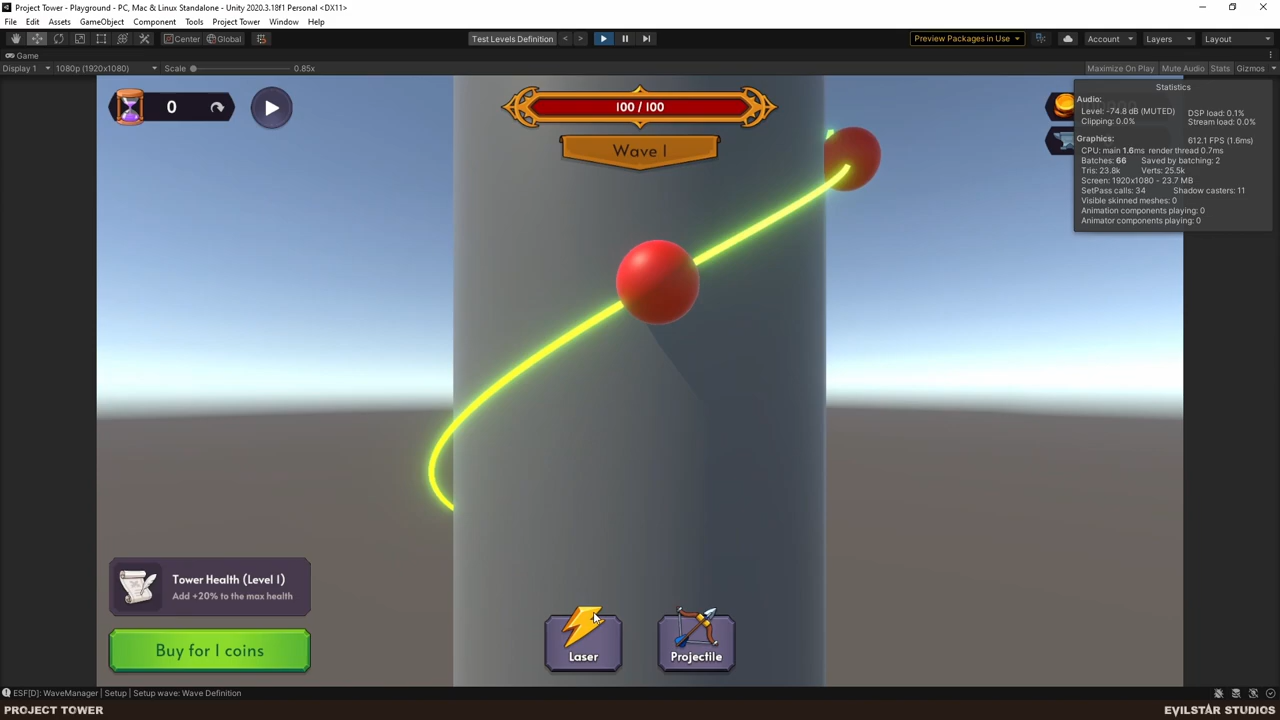 Project Tower - Playground - PC, Mac & Linux Standalone - Unity 2020.3.18f1 Personal <DX11>
File Edit Assets GameObject Component Tools Project Tower Window Help
Center Global Test Levels Definition < > Preview Packages in Use Account Layers Layout
Game
Display 1 1080p (1920x1080) Scale 0.85x Maximize On Play Mute Audio Stats Gizmos
Statistics
Audio:
Level: -74.8 dB (MUTED) DSP load: 0.1%
Clipping: 0.0% Stream load: 0.0%
Graphics: 612.1 FPS (1.6ms)
CPU: main 1.6ms render thread 0.7ms
Batches: 66 Saved by batching: 2
Tris: 23.8k Verts: 25.5k
Screen: 1920x1080 - 23.7 MB
SetPass calls: 34 Shadow casters: 11
Visible skinned meshes: 0
Animation components playing: 0
Animator components playing: 0
0
100 / 100
Wave 1
Tower Health (Level 1)
Add +20% to the max health
Buy for 1 coins
Laser
Projectile
ESF[D]: WaveManager | Setup | Setup wave: Wave Definition
PROJECT TOWER
EVILSTAR STUDIOS